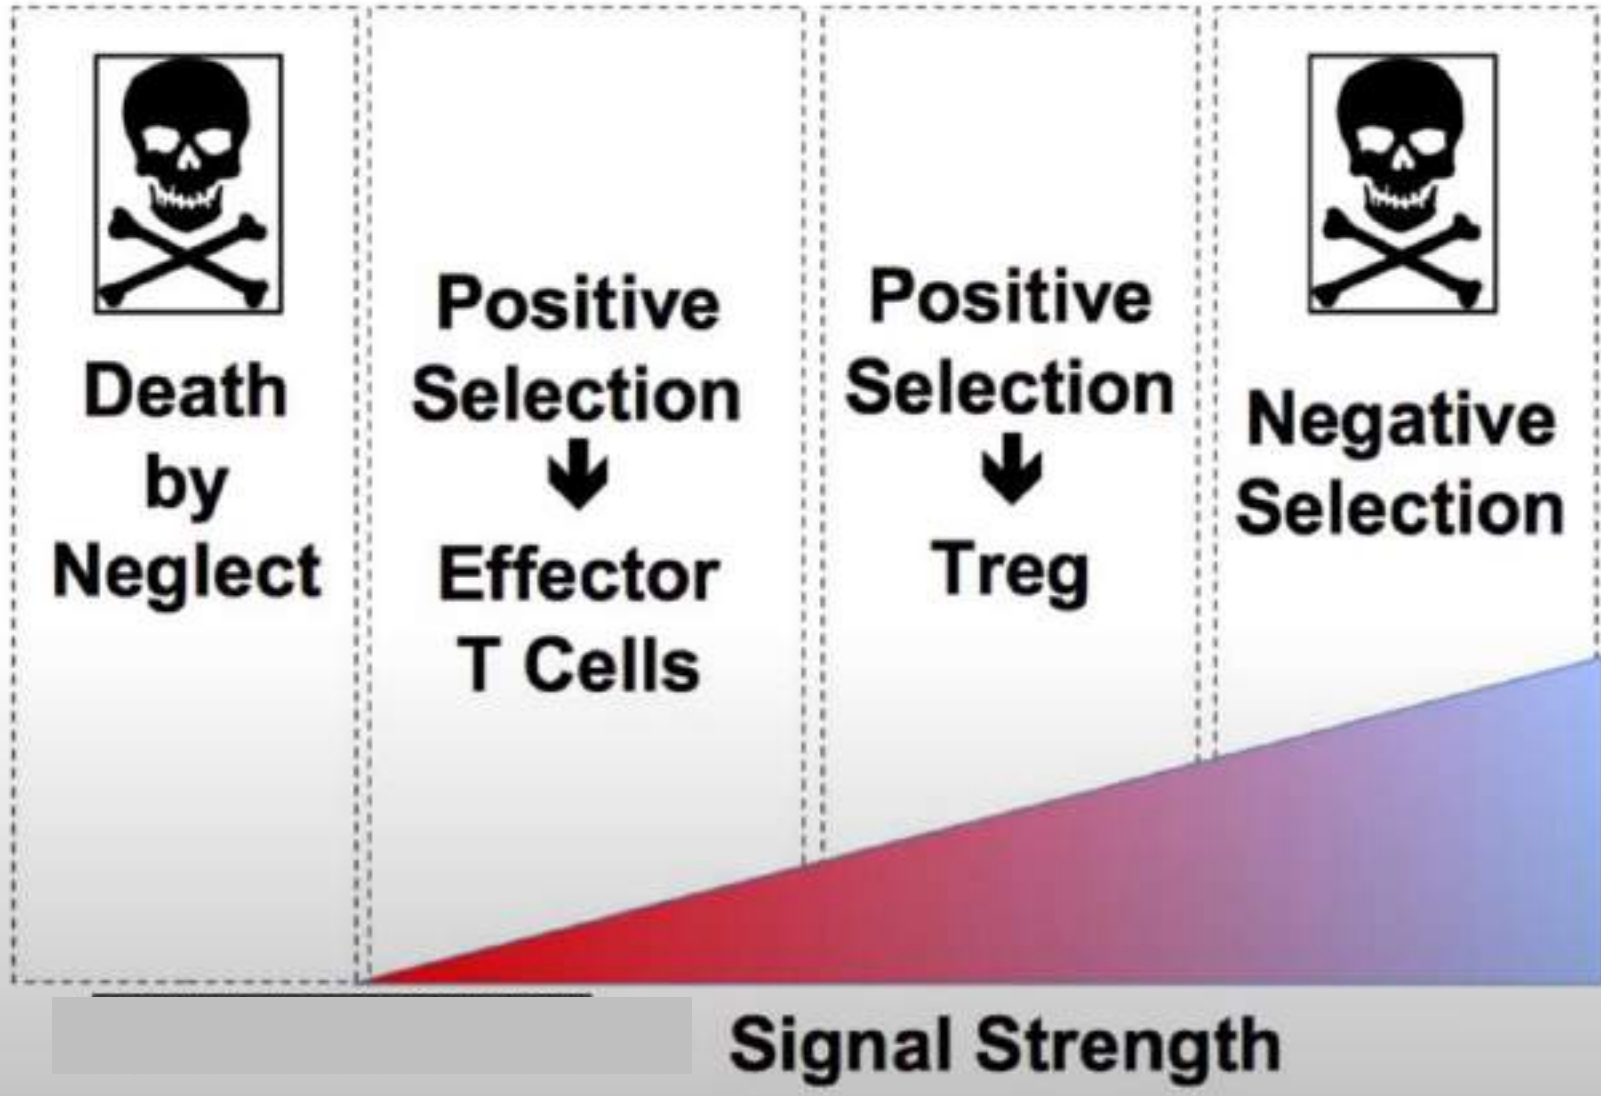 Death
by
Neglect
Positive
Selection
Effector
T Cells
Positive
Selection
Treg
Negative
Selection
Signal Strength